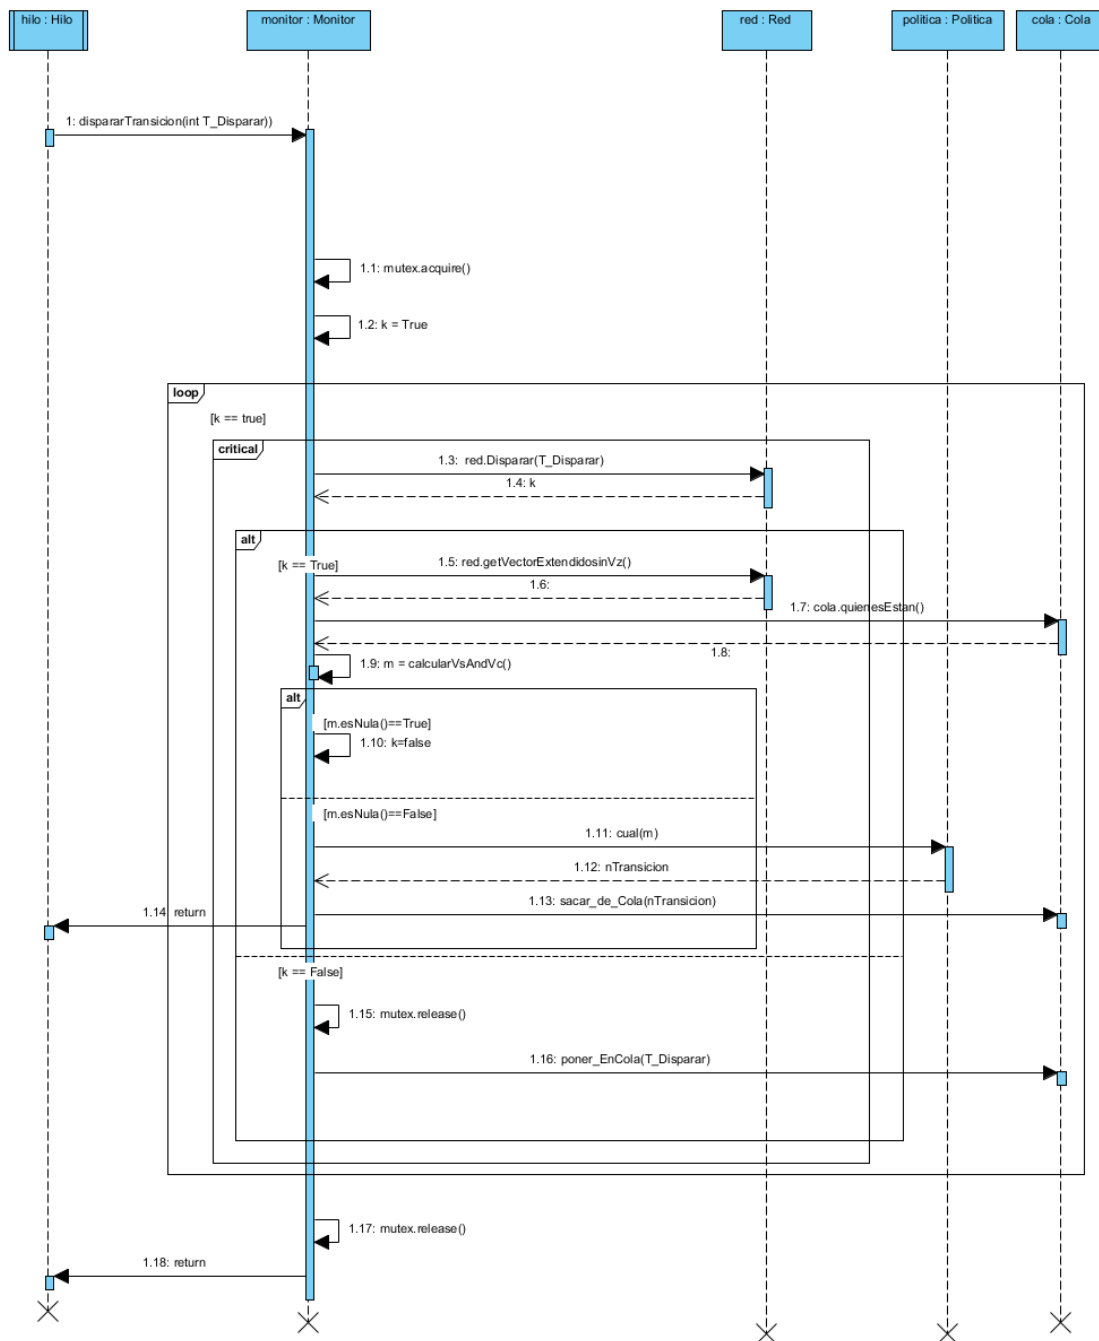 hilo : Hilo
monitor : Monitor
red : Red
politica : Politica
cola : Cola
1: dispararTransicion(int T_Disparar))
1.1: mutex.acquire()
1.2: k = True
loop
[k == true]
critical
1.3: red.Disparar(T_Disparar)
1.4: k
alt
[k == True]
1.5: red.getVectorExtendidosinVz()
1.6:
1.7: cola.quienesEstan()
1.8:
1.9: m = calcularVsAndVc()
alt
[m.esNula()==True]
1.10: k=false
[m.esNula()==False]
1.11: cual(m)
1.12: nTransicion
1.13: sacar_de_Cola(nTransicion)
1.14: return
[k == False]
1.15: mutex.release()
1.16: poner_EnCola(T_Disparar)
1.17: mutex.release()
1.18: return